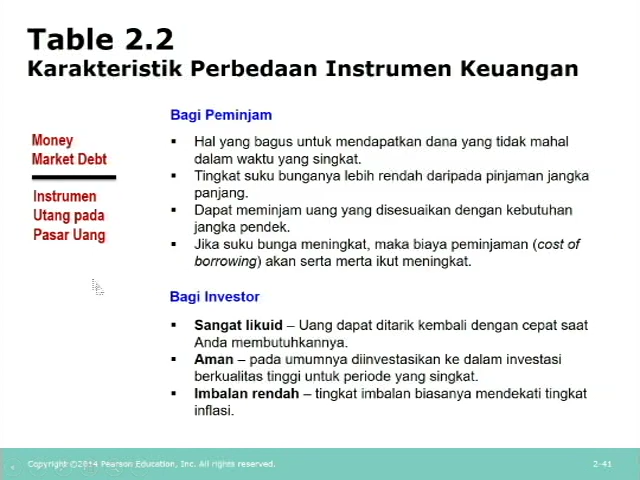 Table 2.2
Karakteristik Perbedaan Instrumen Keuangan
Money
Market Debt
Instrumen
Utang pada
Pasar Uang
Bagi Peminjam
▪ Hal yang bagus untuk mendapatkan dana yang tidak mahal
dalam waktu yang singkat.
▪ Tingkat suku bunganya lebih rendah daripada pinjaman jangka
panjang.
▪ Dapat meminjam uang yang disesuaikan dengan kebutuhan
jangka pendek.
▪ Jika suku bunga meningkat, maka biaya peminjaman (cost of
borrowing) akan serta merta ikut meningkat.
Bagi Investor
▪ Sangat likuid – Uang dapat ditarik kembali dengan cepat saat
Anda membutuhkannya.
▪ Aman – pada umumnya diinvestasikan ke dalam investasi
berkualitas tinggi untuk periode yang singkat.
▪ Imbalan rendah – tingkat imbalan biasanya mendekati tingkat
inflasi.
Copyright ©2014 Pearson Education, Inc. All rights reserved.
2-41